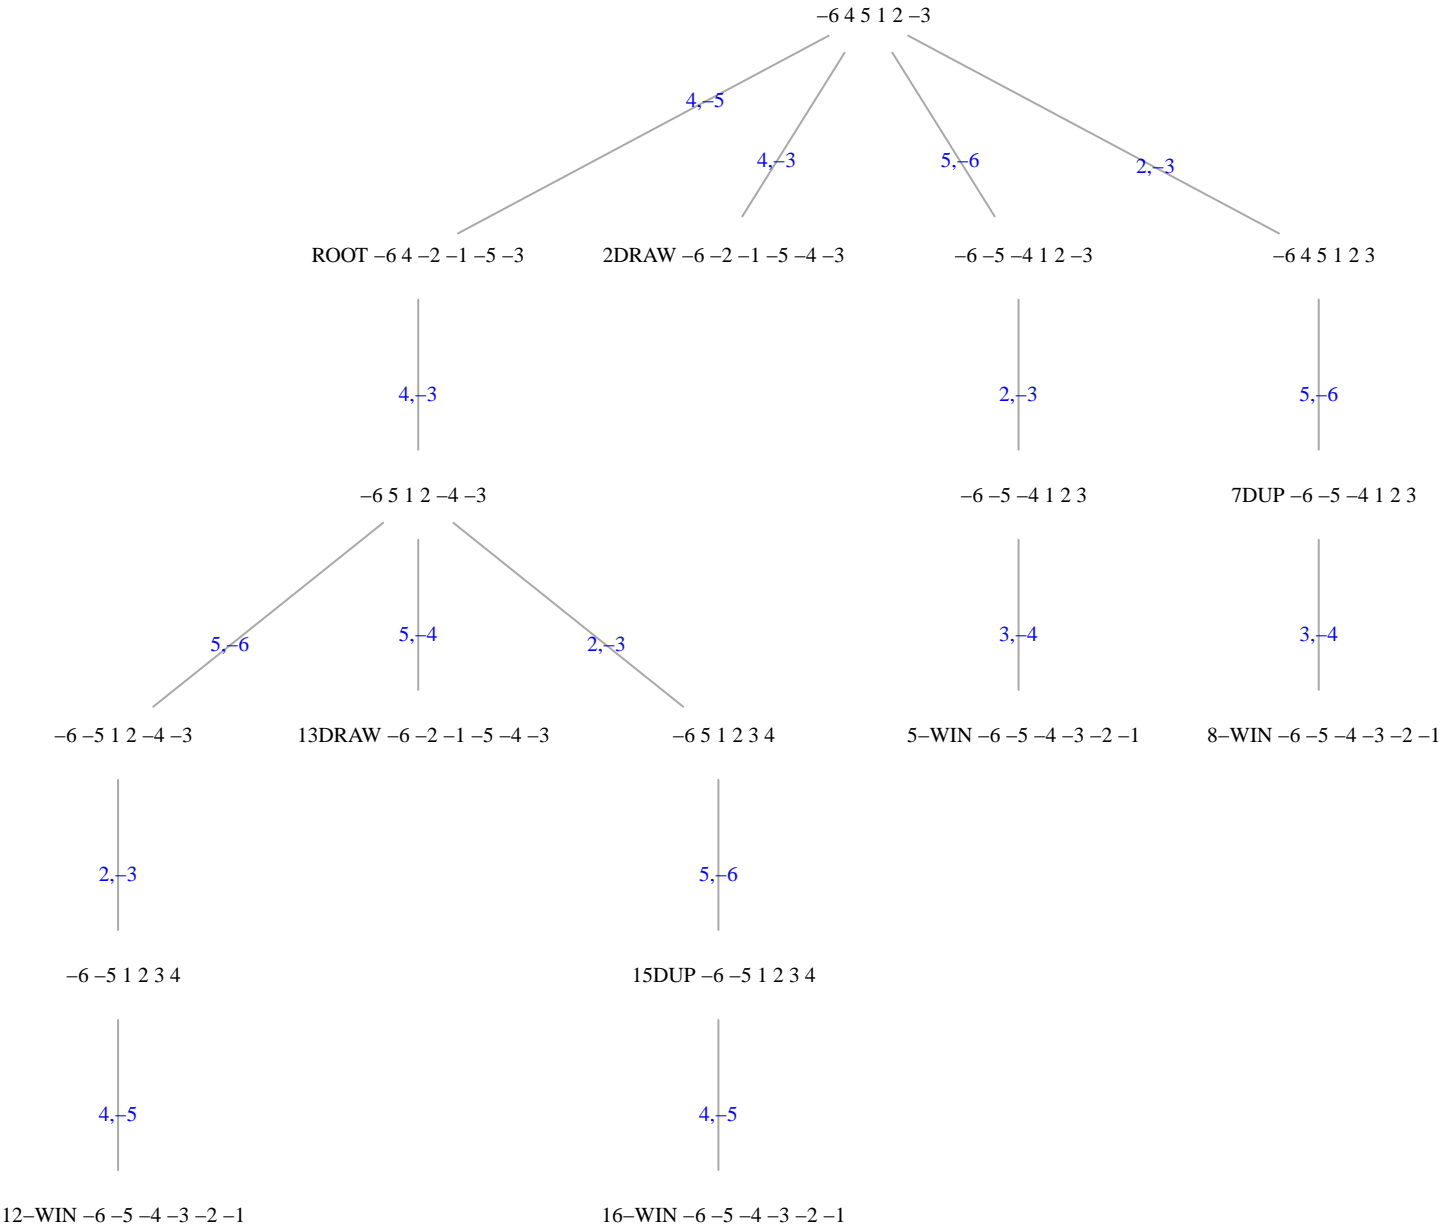 −6 4 5 1 2 −3
4,−5
4,−3
5,−6
2,−3
ROOT −6 4 −2 −1 −5 −3
2DRAW −6 −2 −1 −5 −4 −3
−6 −5 −4 1 2 −3
−6 4 5 1 2 3
4,−3
2,−3
5,−6
−6 5 1 2 −4 −3
−6 −5 −4 1 2 3
7DUP −6 −5 −4 1 2 3
5,−6
5,−4
2,−3
3,−4
3,−4
−6 −5 1 2 −4 −3
13DRAW −6 −2 −1 −5 −4 −3
−6 5 1 2 3 4
5−WIN −6 −5 −4 −3 −2 −1
8−WIN −6 −5 −4 −3 −2 −1
2,−3
5,−6
−6 −5 1 2 3 4
15DUP −6 −5 1 2 3 4
4,−5
4,−5
12−WIN −6 −5 −4 −3 −2 −1
16−WIN −6 −5 −4 −3 −2 −1